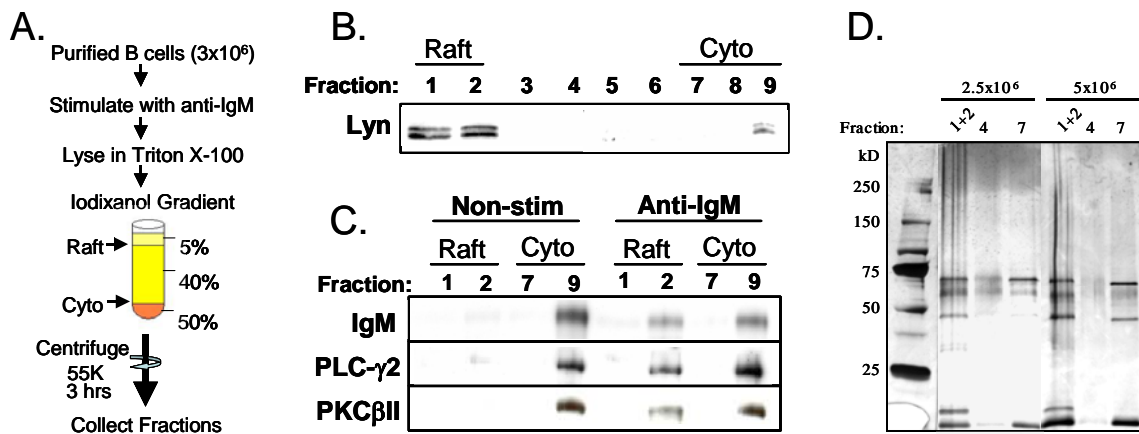 A.
Purified B cells (3x10⁶)
Stimulate with anti-IgM
Lyse in Triton X-100
Iodixanol Gradient
Raft
5%
40%
Cyto
50%
Centrifuge
55K
3 hrs
Collect Fractions
B.
Raft Cyto
Fraction: 1 2 3 4 5 6 7 8 9
Lyn
C.
Non-stim Anti-IgM
Raft Cyto Raft Cyto
Fraction: 1 2 7 9 1 2 7 9
IgM
PLC-γ2
PKCβII
D.
2.5x10⁶ 5x10⁶
Fraction: 1+2 4 7 1+2 4 7
kD
250
150
75
50
25